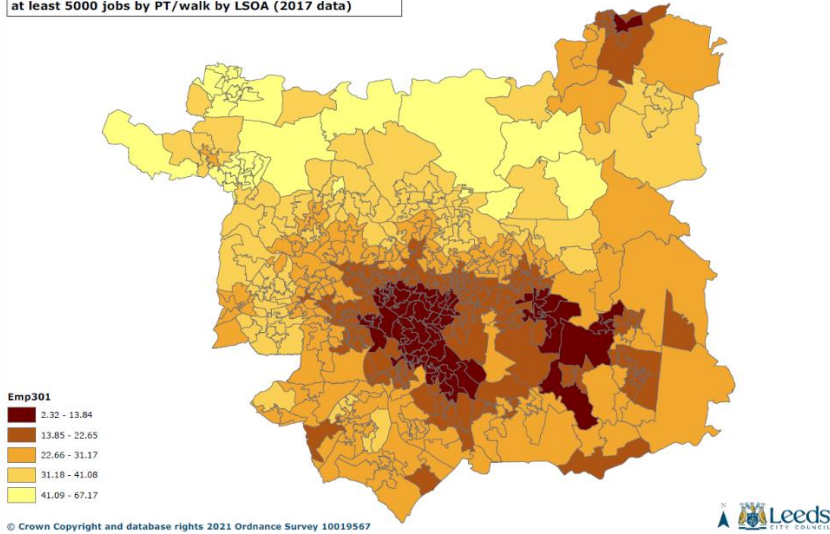 at least 5000 jobs by PT/walk by LSOA (2017 data)
Emp301
2.32 - 13.84
13.85 - 22.65
22.66 - 31.17
31.18 - 41.08
41.09 - 67.17
© Crown Copyright and database rights 2021 Ordnance Survey 10019567
N
Leeds
CITY COUNCIL